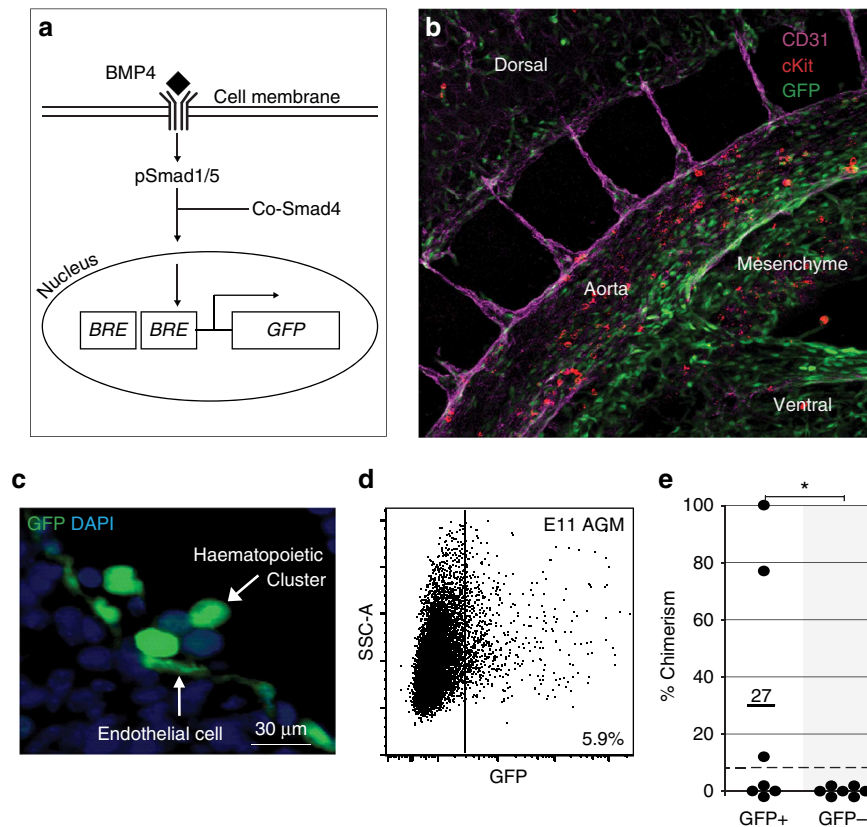 a
BMP4
Cell membrane
pSmad1/5
Co-Smad4
Nucleus
BRE BRE GFP
b
CD31
cKit
GFP
Dorsal
Aorta
Mesenchyme
Ventral
c
GFP DAPI
Haematopoietic
Cluster
Endothelial cell
30 μm
d
E11 AGM
SSC-A
5.9%
GFP
e
*
% Chimerism
100
80
60
40
27
20
0
GFP+ GFP–